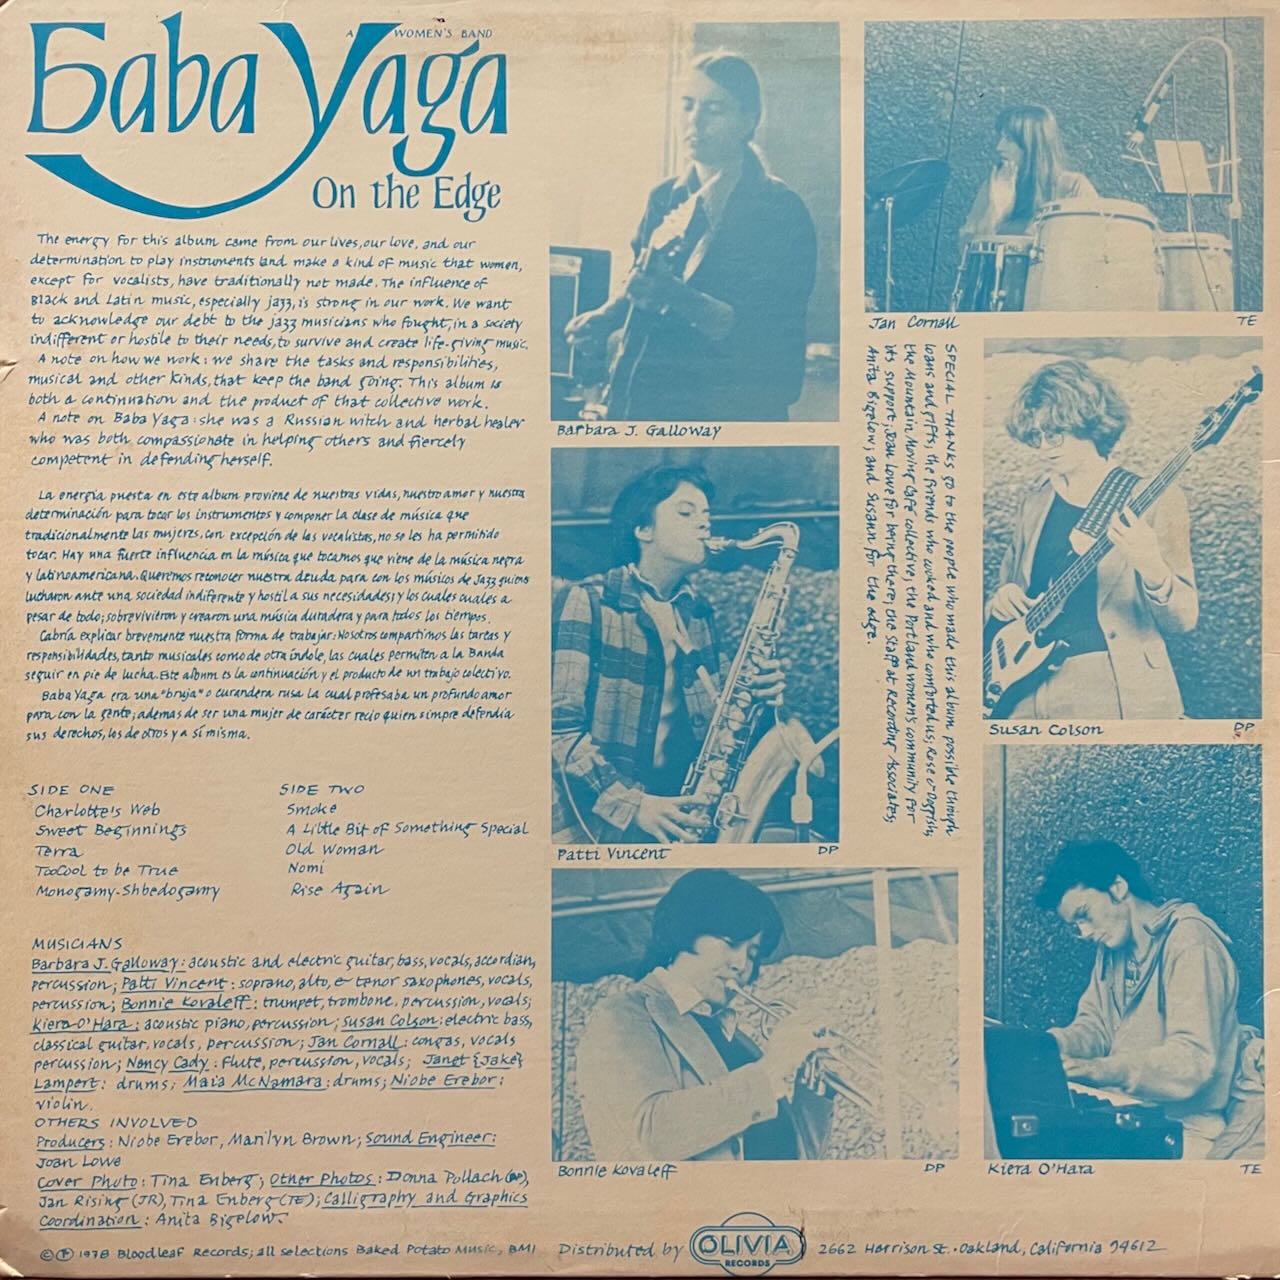 A WOMEN'S BAND
Baba Yaga
On the Edge
The energy for this album came from our lives, our love, and our
determination to play instruments and make a kind of music that women,
except for vocalists, have traditionally not made. The influence of
Black and Latin music, especially jazz, is strong in our work. We want
to acknowledge our debt to the jazz musicians who fought, in a society
indifferent or hostile to their needs, to survive and create life-giving music.
A note on how we work: we share the tasks and responsibilities,
musical and other kinds, that keep the band going. This album is
both a continuation and the product of that collective work.
A note on Baba Yaga: she was a Russian witch and herbal healer
who was both compassionate in helping others and fiercely
competent in defending herself.
La energía puesta en este album proviene de nuestras vidas, nuestro amor y nuestra
determinación para tocar los instrumentos y componer la clase de música que
tradicionalmente las mujeres, con excepción de las vocalistas, no se les ha permitido
tocar. Hay una fuerte influencia en la música que tocamos que viene de la música negra
y latinoamericana. Queremos reconocer nuestra deuda para con los músicos de Jazz quienes
lucharon ante una sociedad indiferente y hostil a sus necesidades; y los cuales cuales a
pesar de todo; sobrevivieron y crearon una música duradera y para todos los tiempos.
Cabría explicar brevemente nuestra forma de trabajar: Nosotros compartimos las tareas y
responsibilidades, tanto musicales como de otra índole, las cuales permiten a la Banda
seguir en pie de lucha. Este album es la continuación y el producto de un trabajo colectivo.
Baba Yaga era una "bruja" o curandera rusa la cual profesaba un profundo amor
para con la gente; ademas de ser una mujer de carácter recio quien simpre defendía
sus derechos, los de otros y a sí misma.
SIDE ONE
Charlotte's Web
Sweet Beginnings
Terra
Too Cool to be True
Monogamy-Shbedogamy
SIDE TWO
Smoke
A Little Bit of Something Special
Old Woman
Nomi
Rise Again
MUSICIANS
Barbara J. Galloway: acoustic and electric guitar, bass, vocals, accordian,
percussion; Patti Vincent: soprano, alto, & tenor saxophones, vocals,
percussion; Bonnie Kovaleff: trumpet, trombone, percussion, vocals;
Kiera O'Hara: acoustic piano, percussion; Susan Colson: electric bass,
classical guitar, vocals, percussion; Jan Cornall: congas, vocals
percussion; Nancy Cady: flute, percussion, vocals; Janet {Jake}
Lampert: drums; Maia McNamara: drums; Niobe Erebor:
violin.
OTHERS INVOLVED
Producers: Niobe Erebor, Marilyn Brown; Sound Engineer:
Joan Lowe
Cover Photo: Tina Enberg; Other Photos: Donna Pollach (DP),
Jan Rising (JR), Tina Enberg (TE); Calligraphy and Graphics
Coordination: Anita Bigelow.
© ℗ 1978 Bloodleaf Records; all selections Baked Potato Music, BMI
Barbara J. Galloway
Jan Cornall TE
SPECIAL THANKS go to the people who made this album possible through
loans and gifts; the friends who cooked and who comforted us; Rose & Dogfish;
the Mountain Moving Café collective; the Portland women's community for
its support; Joan Lowe for being there; the Staff at Recording Associates;
Anita Bigelow; and Susann for the edge.
Susan Colson DP
Patti Vincent DP
Bonnie Kovaleff DP
Kiera O'Hara TE
Distributed by OLIVIA RECORDS 2662 Harrison St. · Oakland, California 94612